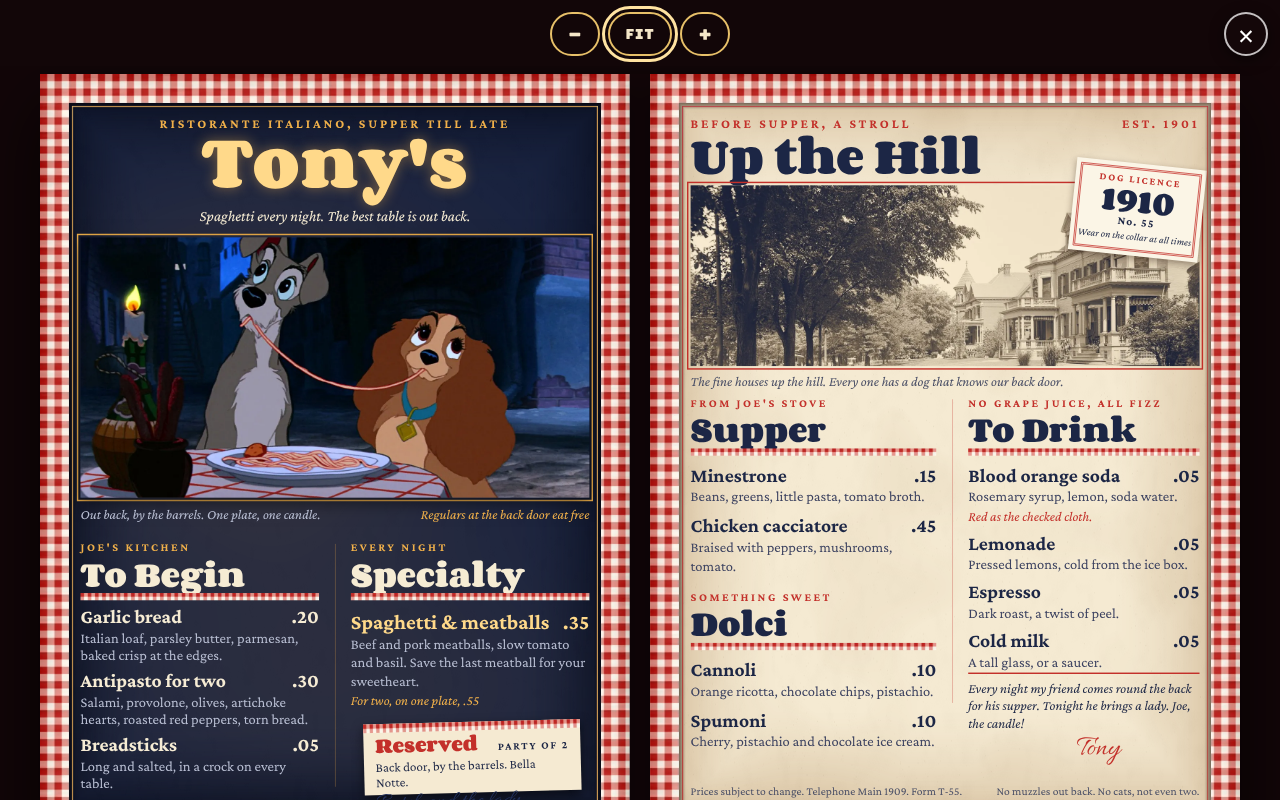 −
FIT
+
×
RISTORANTE ITALIANO, SUPPER TILL LATE
Tony's
Spaghetti every night. The best table is out back.
Out back, by the barrels. One plate, one candle.
Regulars at the back door eat free
JOE'S KITCHEN
To Begin
Garlic bread .20
Italian loaf, parsley butter, parmesan,
baked crisp at the edges.
Antipasto for two .30
Salami, provolone, olives, artichoke
hearts, roasted red peppers, torn bread.
Breadsticks .05
Long and salted, in a crock on every
table.
EVERY NIGHT
Specialty
Spaghetti & meatballs .35
Beef and pork meatballs, slow tomato
and basil. Save the last meatball for your
sweetheart.
For two, on one plate, .55
Reserved PARTY OF 2
Back door, by the barrels. Bella
Notte.
BEFORE SUPPER, A STROLL
EST. 1901
Up the Hill
DOG LICENCE
1910
No. 55
Wear on the collar at all times
The fine houses up the hill. Every one has a dog that knows our back door.
FROM JOE'S STOVE
Supper
Minestrone .15
Beans, greens, little pasta, tomato broth.
Chicken cacciatore .45
Braised with peppers, mushrooms,
tomato.
SOMETHING SWEET
Dolci
Cannoli .10
Orange ricotta, chocolate chips, pistachio.
Spumoni .10
Cherry, pistachio and chocolate ice cream.
NO GRAPE JUICE, ALL FIZZ
To Drink
Blood orange soda .05
Rosemary syrup, lemon, soda water.
Red as the checked cloth.
Lemonade .05
Pressed lemons, cold from the ice box.
Espresso .05
Dark roast, a twist of peel.
Cold milk .05
A tall glass, or a saucer.
Every night my friend comes round the back
for his supper. Tonight he brings a lady. Joe,
the candle!
Tony
Prices subject to change. Telephone Main 1909. Form T-55.
No muzzles out back. No cats, not even two.